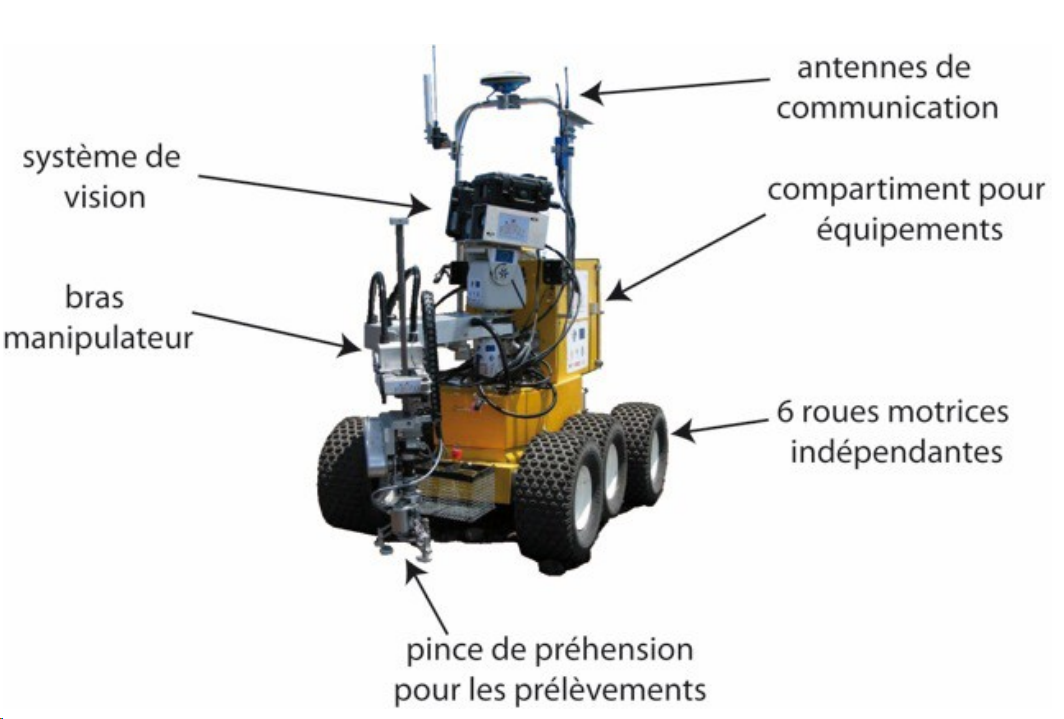 antennes de
communication
système de
vision
compartiment pour
équipements
bras
manipulateur
6 roues motrices
indépendantes
pince de préhension
pour les prélèvements